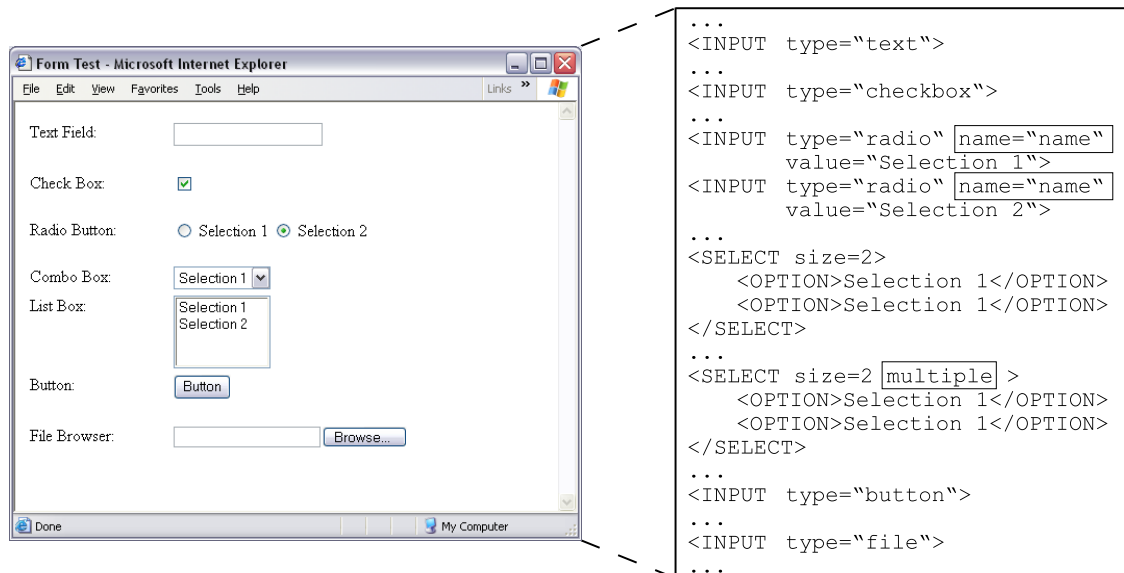 Form Test - Microsoft Internet Explorer
File Edit View Favorites Tools Help Links »
Text Field:
Check Box:
Radio Button: Selection 1 Selection 2
Combo Box: Selection 1
List Box: Selection 1
Selection 2
Button: Button
File Browser: Browse...
Done My Computer
...
<INPUT type=“text“>
...
<INPUT type=“checkbox“>
...
<INPUT type=“radio“ name=“name“
value=“Selection 1“>
<INPUT type=“radio“ name=“name“
value=“Selection 2“>
...
<SELECT size=2>
<OPTION>Selection 1</OPTION>
<OPTION>Selection 1</OPTION>
</SELECT>
...
<SELECT size=2 multiple >
<OPTION>Selection 1</OPTION>
<OPTION>Selection 1</OPTION>
</SELECT>
...
<INPUT type=“button“>
...
<INPUT type=“file“>
...